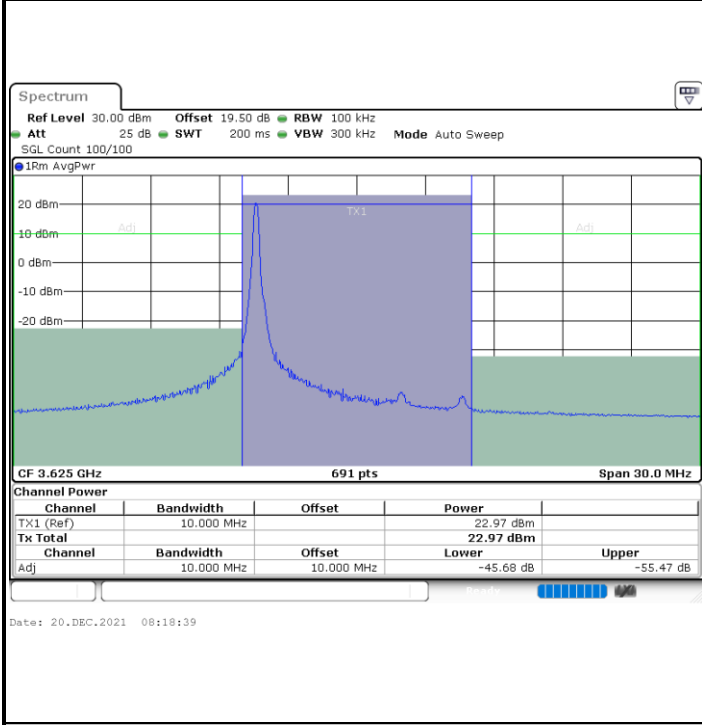 Spectrum
Ref Level 30.00 dBm Offset 19.50 dB RBW 100 kHz
Att 25 dB SWT 200 ms VBW 300 kHz Mode Auto Sweep
SGL Count 100/100
1Rm AvgPwr
20 dBm
TX1
Adj
Adj
10 dBm
0 dBm
-10 dBm
-20 dBm
CF 3.625 GHz 691 pts Span 30.0 MHz
Channel Power
Channel Bandwidth Offset Power
TX1 (Ref) 10.000 MHz 22.97 dBm
Tx Total 22.97 dBm
Channel Bandwidth Offset Lower Upper
Adj 10.000 MHz 10.000 MHz -45.68 dB -55.47 dB
Ready
Date: 20.DEC.2021 08:18:39